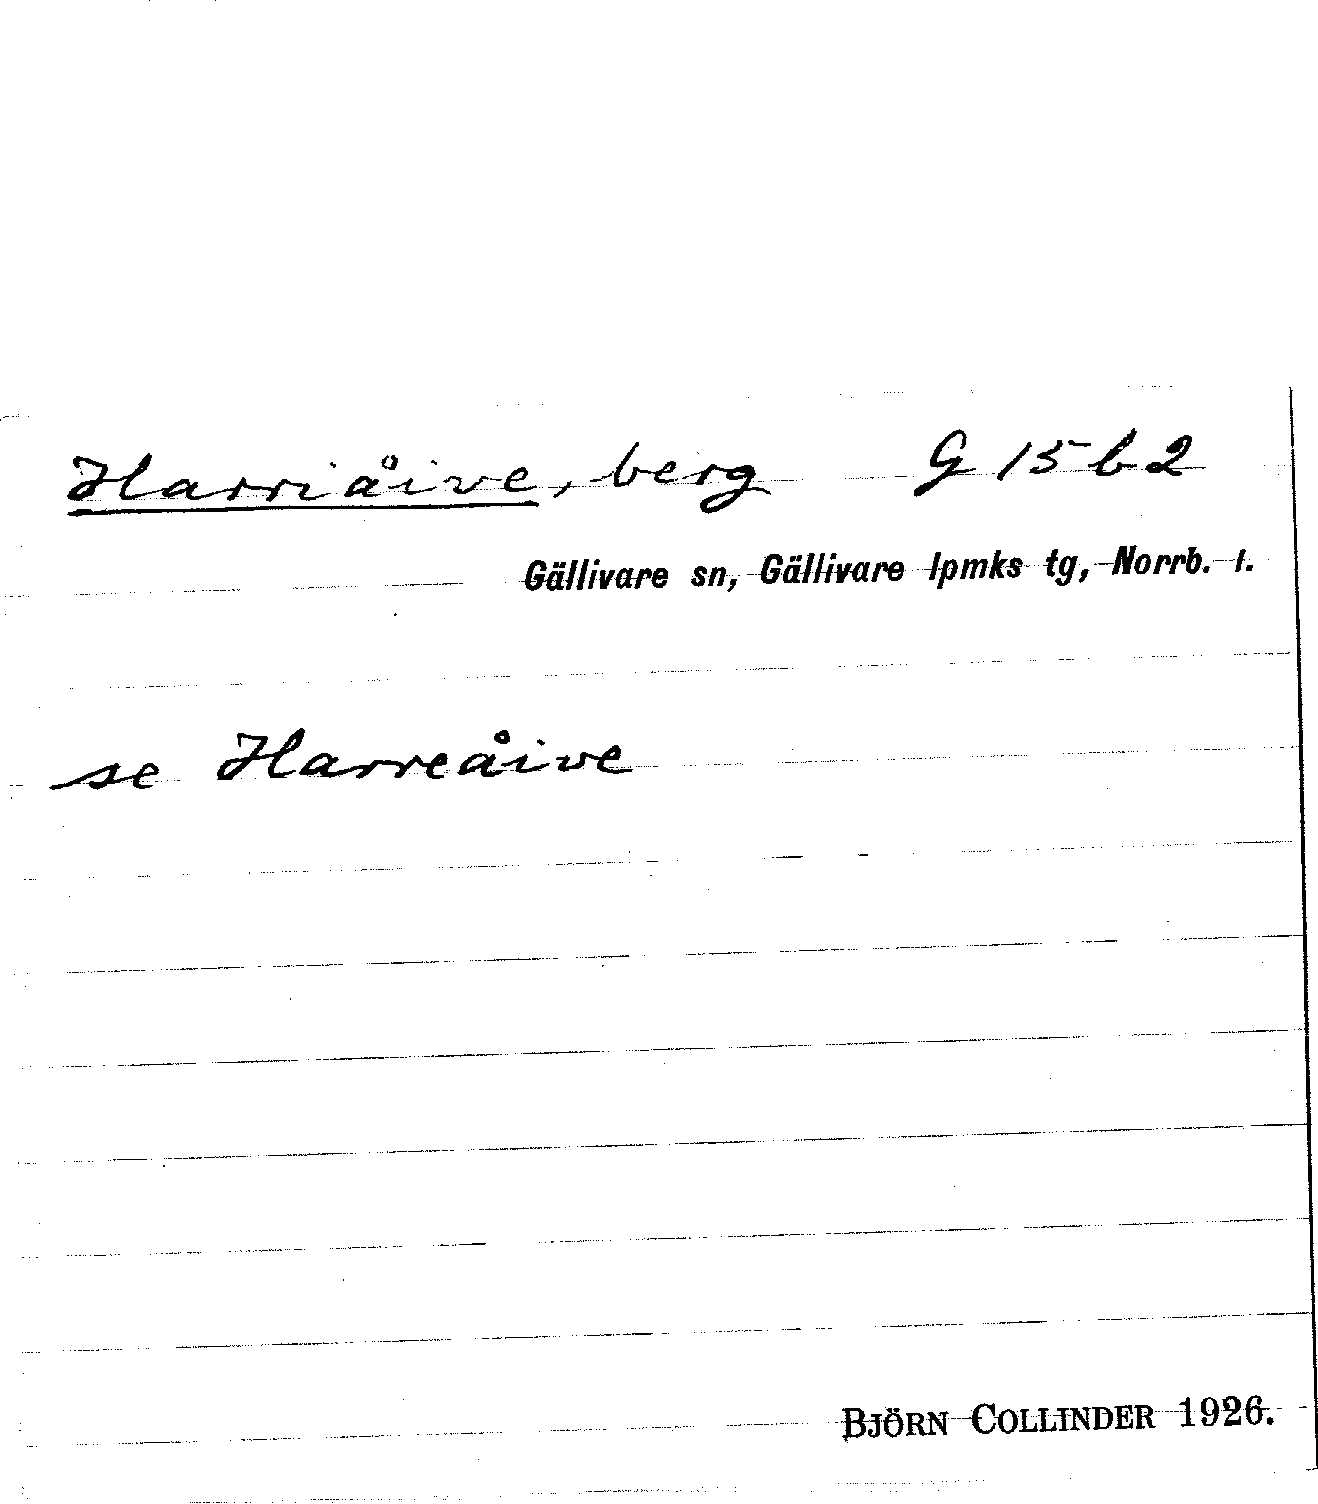 Harriåive, berg G 15 b 2
Gällivare sn, Gällivare lpmks tg, Norrb. l.
se Harreåive
BJÖRN COLLINDER 1926.